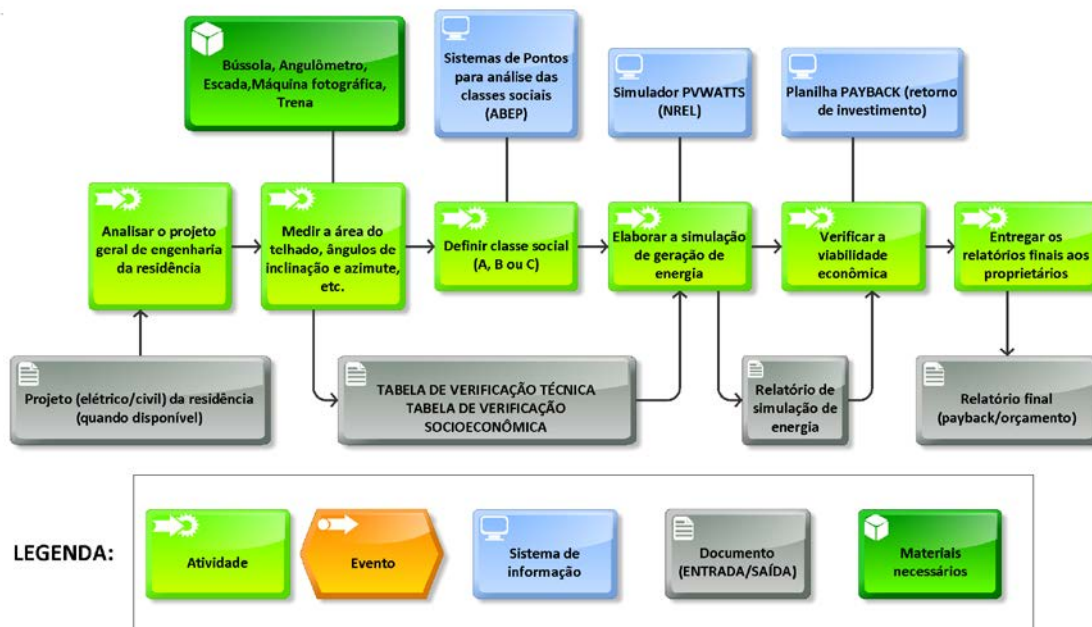 Bússola, Angulômetro,
Escada,Máquina fotográfica,
Trena
Sistemas de Pontos
para análise das
classes sociais
(ABEP)
Simulador PVWATTS
(NREL)
Planilha PAYBACK (retorno
de investimento)
Analisar o projeto
geral de engenharia
da residência
Medir a área do
telhado, ângulos de
inclinação e azimute,
etc.
Definir classe social
(A, B ou C)
Elaborar a simulação
de geração de
energia
Verificar a
viabilidade
econômica
Entregar os
relatórios finais aos
proprietários
Projeto (elétrico/civil) da residência
(quando disponível)
TABELA DE VERIFICAÇÃO TÉCNICA
TABELA DE VERIFICAÇÃO
SOCIOECONÔMICA
Relatório de
simulação de
energia
Relatório final
(payback/orçamento)
LEGENDA:
Atividade
Evento
Sistema de
informação
Documento
(ENTRADA/SAÍDA)
Materiais
necessários